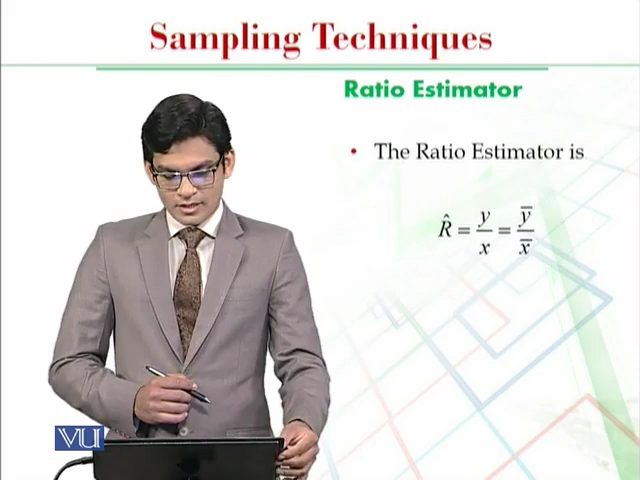 Sampling Techniques
Ratio Estimator
• The Ratio Estimator is
R̂ = y/x = ȳ/x̄
VU